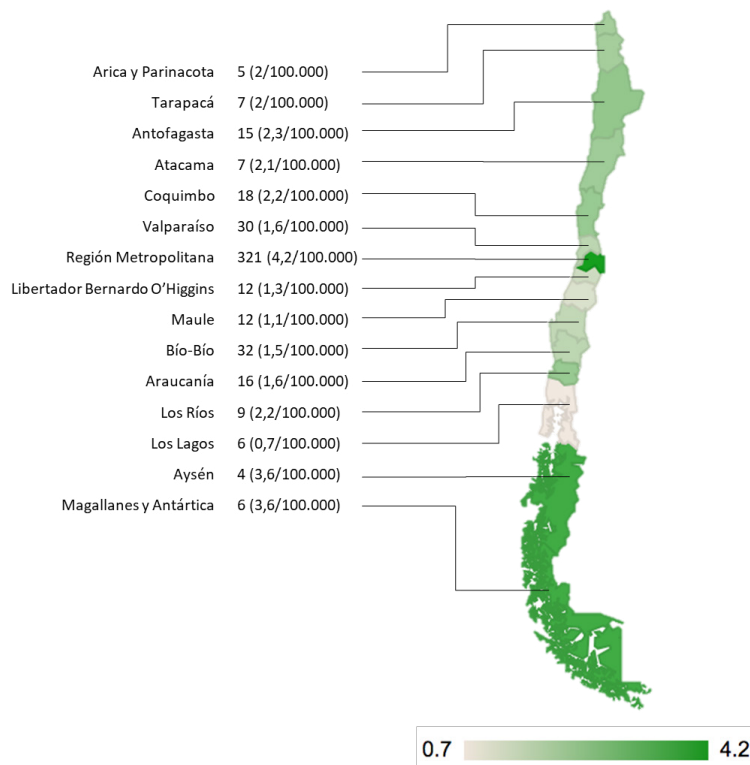 Arica y Parinacota 5 (2/100.000)
Tarapacá 7 (2/100.000)
Antofagasta 15 (2,3/100.000)
Atacama 7 (2,1/100.000)
Coquimbo 18 (2,2/100.000)
Valparaíso 30 (1,6/100.000)
Región Metropolitana 321 (4,2/100.000)
Libertador Bernardo O’Higgins 12 (1,3/100.000)
Maule 12 (1,1/100.000)
Bío-Bío 32 (1,5/100.000)
Araucanía 16 (1,6/100.000)
Los Ríos 9 (2,2/100.000)
Los Lagos 6 (0,7/100.000)
Aysén 4 (3,6/100.000)
Magallanes y Antártica 6 (3,6/100.000)
0.7 4.2